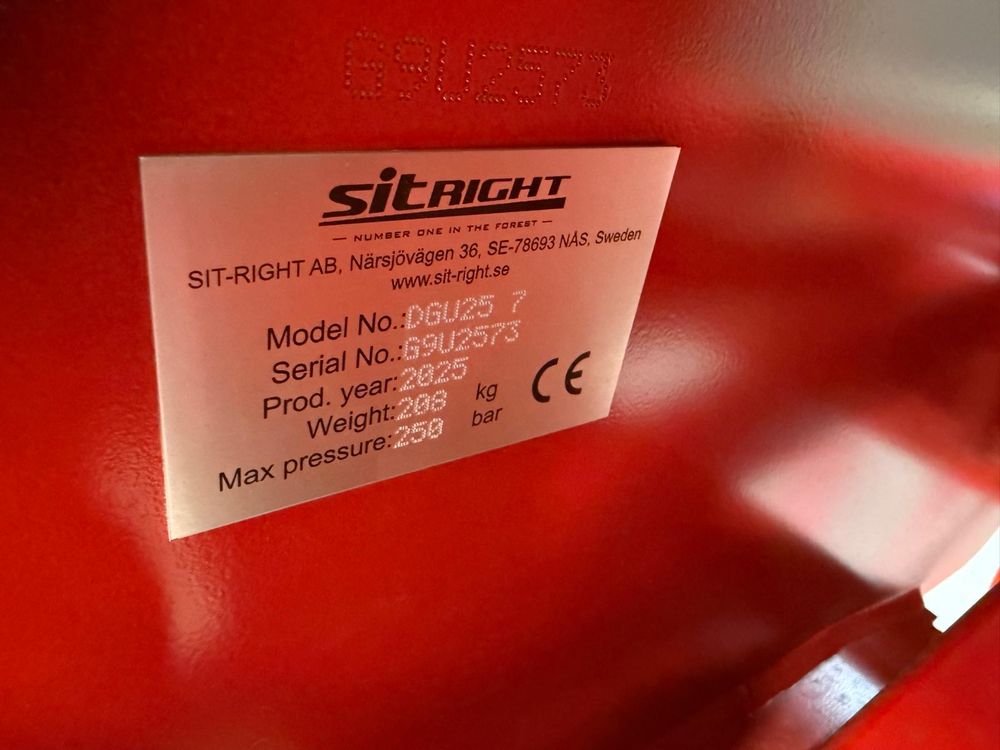 G9U2573
sitRIGHT
— NUMBER ONE IN THE FOREST —
SIT-RIGHT AB, Närsjövägen 36, SE-78693 NÅS, Sweden
www.sit-right.se
Model No.:DGU25 7
Serial No.:G9U2573
Prod. year:2025
Weight:208 kg
Max pressure:250 bar
CE